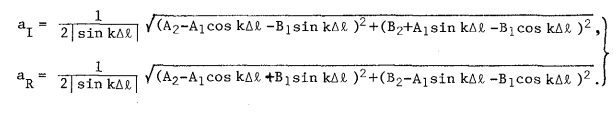 a_I = 1/(2|sin kΔℓ|) √((A₂-A₁cos kΔℓ -B₁sin kΔℓ )²+(B₂+A₁sin kΔℓ -B₁cos kΔℓ )²) ,
a_R = 1/(2|sin kΔℓ|) √((A₂-A₁cos kΔℓ +B₁sin kΔℓ )²+(B₂-A₁sin kΔℓ -B₁cos kΔℓ )²) . }